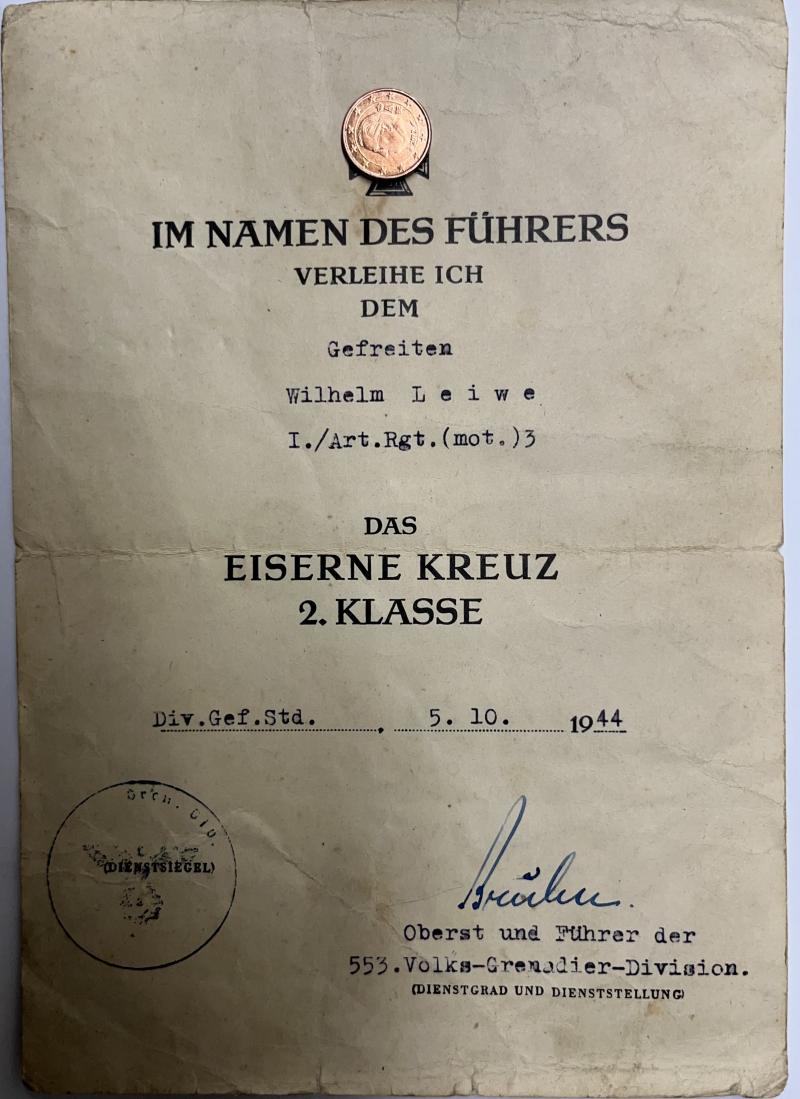 IM NAMEN DES FÜHRERS
VERLEIHE ICH
DEM
Gefreiten
Wilhelm L e i w e
I./Art.Rgt.(mot.)3
DAS
EISERNE KREUZ
2. KLASSE
Div.Gef.Std. , 5. 10. 1944
(DIENSTSIEGEL)
Oberst und Führer der
553.Volks-Grenadier-Division.
(DIENSTGRAD UND DIENSTSTELLUNG)